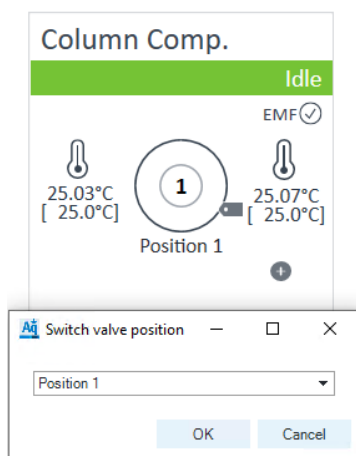 Column Comp.
Idle
EMF
1
25.03°C
[ 25.0°C]
25.07°C
[ 25.0°C]
Position 1
Aq Switch valve position
Position 1
OK Cancel